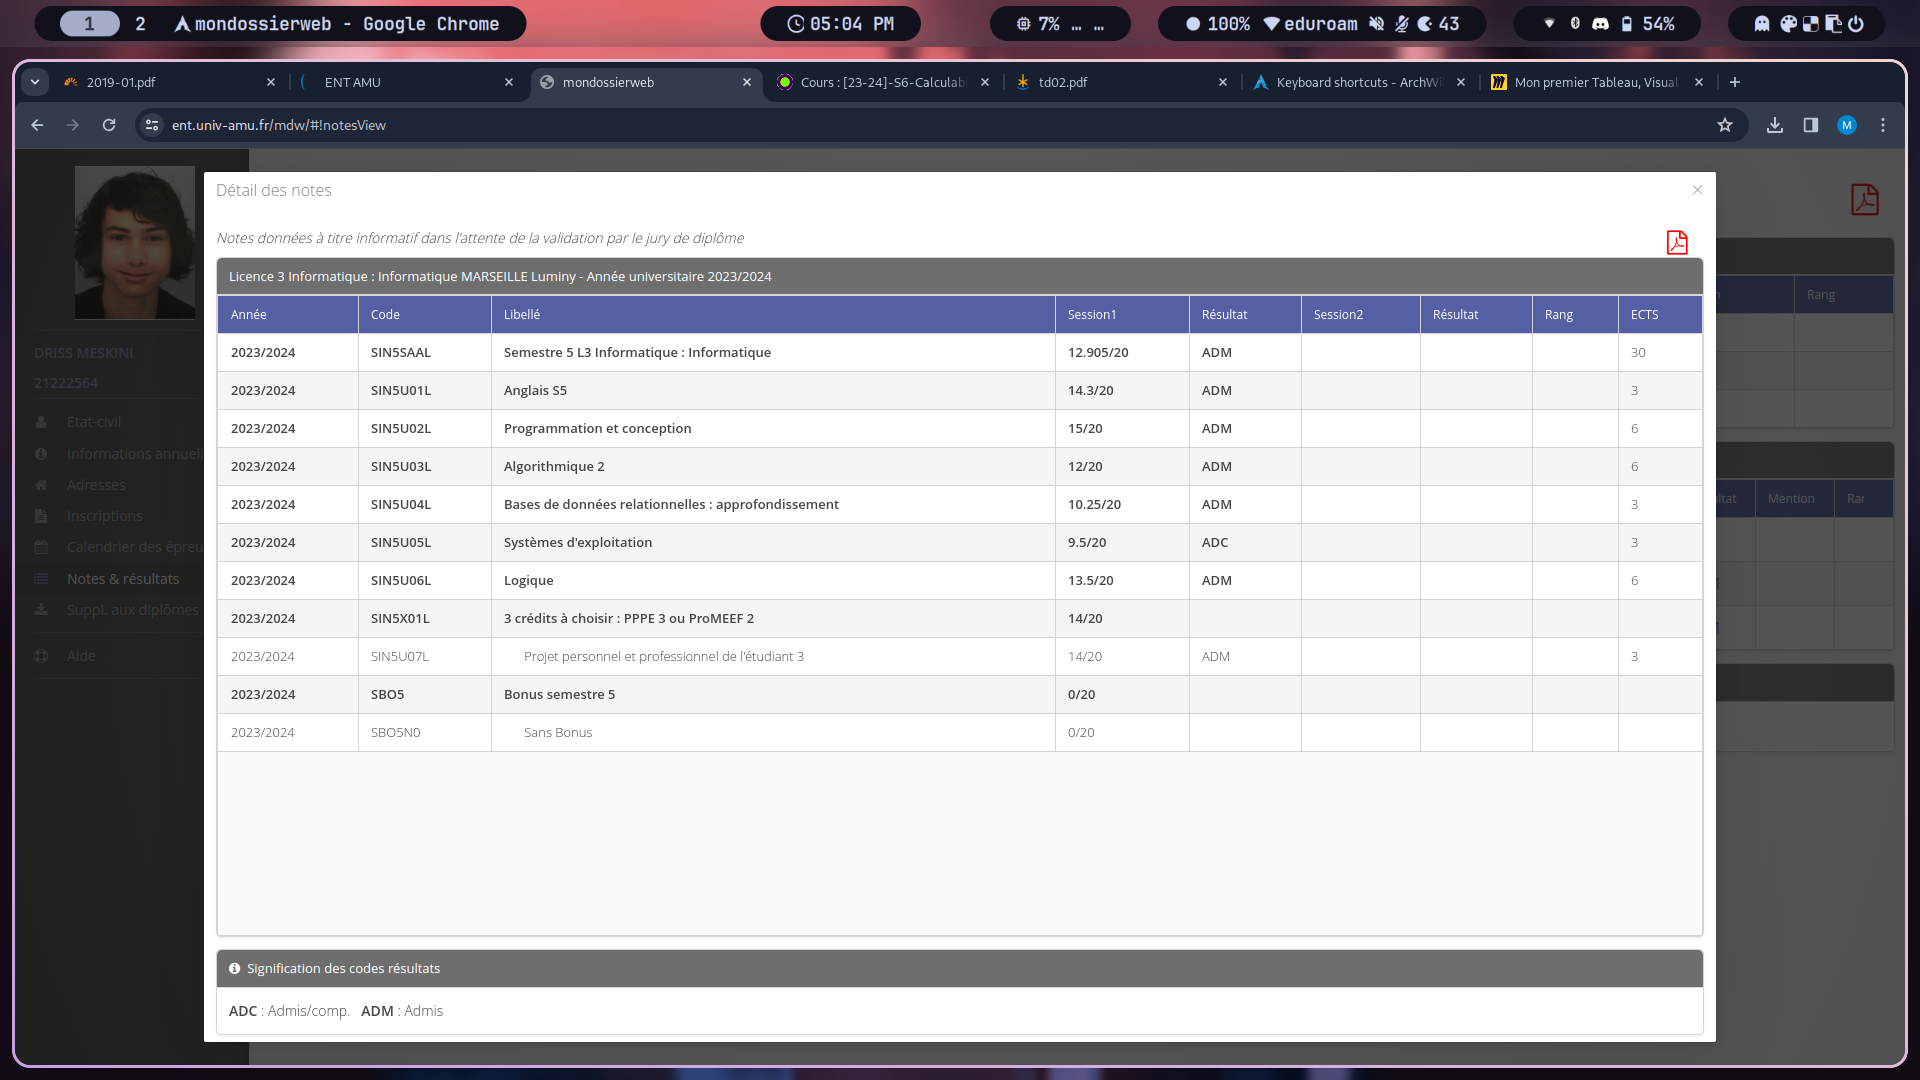 1 2 mondossierweb - Google Chrome 05:04 PM 7% … … 100% eduroam 43 54%
2019-01.pdf ENT AMU mondossierweb Cours : [23-24]-S6-Calculab td02.pdf Keyboard shortcuts - ArchWi Mon premier Tableau, Visual
ent.univ-amu.fr/mdw/#!notesView M
Détail des notes
Notes données à titre informatif dans l'attente de la validation par le jury de diplôme
Licence 3 Informatique : Informatique MARSEILLE Luminy - Année universitaire 2023/2024
Année Code Libellé Session1 Résultat Session2 Résultat Rang ECTS
2023/2024 SIN5SAAL Semestre 5 L3 Informatique : Informatique 12.905/20 ADM 30
2023/2024 SIN5U01L Anglais S5 14.3/20 ADM 3
2023/2024 SIN5U02L Programmation et conception 15/20 ADM 6
2023/2024 SIN5U03L Algorithmique 2 12/20 ADM 6
2023/2024 SIN5U04L Bases de données relationnelles : approfondissement 10.25/20 ADM 3
2023/2024 SIN5U05L Systèmes d'exploitation 9.5/20 ADC 3
2023/2024 SIN5U06L Logique 13.5/20 ADM 6
2023/2024 SIN5X01L 3 crédits à choisir : PPPE 3 ou ProMEEF 2 14/20
2023/2024 SIN5U07L Projet personnel et professionnel de l'étudiant 3 14/20 ADM 3
2023/2024 SBO5 Bonus semestre 5 0/20
2023/2024 SBO5N0 Sans Bonus 0/20
Signification des codes résultats
ADC : Admis/comp. ADM : Admis
DRISS MESKINI
21222564
Etat-civil
Informations annuell
Adresses
Inscriptions
Calendrier des épreu
Notes & résultats
Suppl. aux diplômes
Aide
Rang
ltat Mention Rar